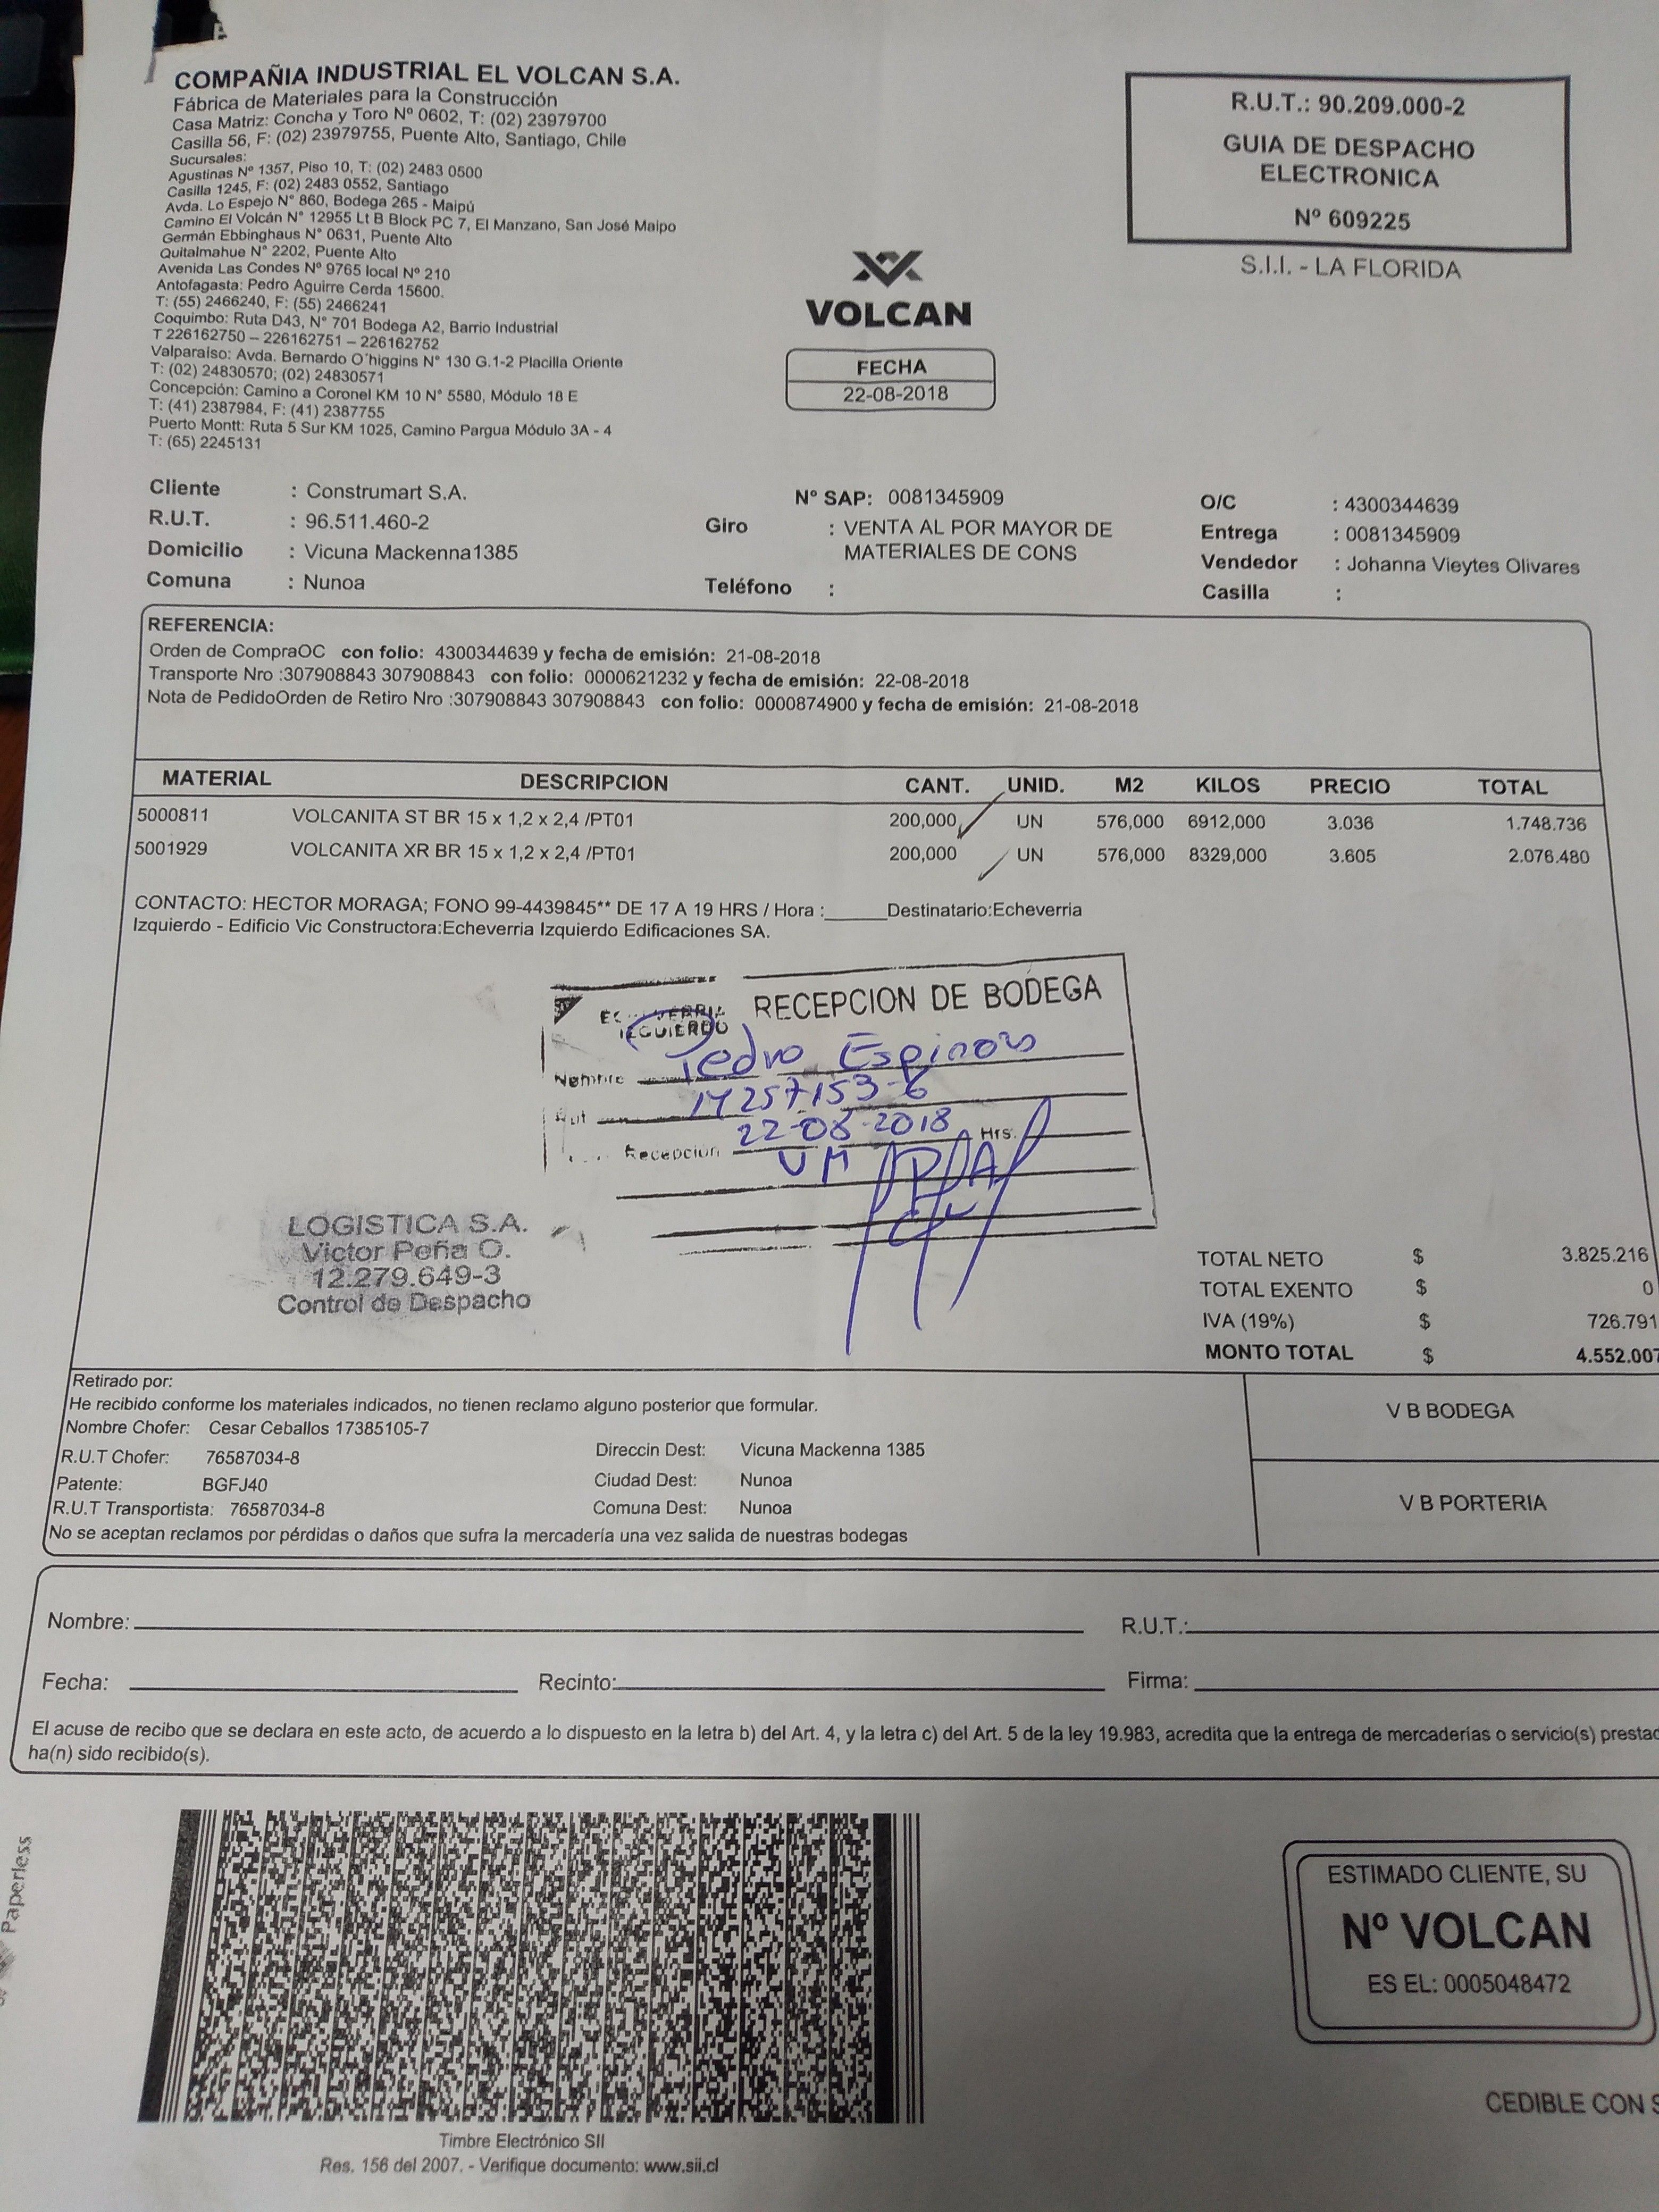 COMPAÑIA INDUSTRIAL EL VOLCAN S.A.
Fábrica de Materiales para la Construcción
Casa Matriz: Concha y Toro Nº 0602, T: (02) 23979700
Casilla 56, F: (02) 23979755, Puente Alto, Santiago, Chile
Sucursales:
Agustinas Nº 1357, Piso 10, T: (02) 2483 0500
Casilla 1245, F: (02) 2483 0552, Santiago
Avda. Lo Espejo N° 860, Bodega 265 - Maipú
Camino El Volcán N° 12955 Lt B Block PC 7, El Manzano, San José Maipo
Germán Ebbinghaus N° 0631, Puente Alto
Quitalmahue N° 2202, Puente Alto
Avenida Las Condes Nº 9765 local Nº 210
Antofagasta: Pedro Aguirre Cerda 15600.
T: (55) 2466240, F: (55) 2466241
Coquimbo: Ruta D43, N° 701 Bodega A2, Barrio Industrial
T 226162750 – 226162751 – 226162752
Valparaíso: Avda. Bernardo O´higgins N° 130 G.1-2 Placilla Oriente
T: (02) 24830570; (02) 24830571
Concepción: Camino a Coronel KM 10 N° 5580, Módulo 18 E
T: (41) 2387984, F: (41) 2387755
Puerto Montt: Ruta 5 Sur KM 1025, Camino Pargua Módulo 3A - 4
T: (65) 2245131
R.U.T.: 90.209.000-2
GUIA DE DESPACHO
ELECTRONICA
Nº 609225
S.I.I. - LA FLORIDA
VOLCAN
FECHA
22-08-2018
Cliente : Construmart S.A.
R.U.T. : 96.511.460-2
Domicilio : Vicuna Mackenna1385
Comuna : Nunoa
Nº SAP: 0081345909
Giro : VENTA AL POR MAYOR DE
MATERIALES DE CONS
Teléfono :
O/C : 4300344639
Entrega : 0081345909
Vendedor : Johanna Vieytes Olivares
Casilla :
REFERENCIA:
Orden de CompraOC con folio: 4300344639 y fecha de emisión: 21-08-2018
Transporte Nro :307908843 307908843 con folio: 0000621232 y fecha de emisión: 22-08-2018
Nota de PedidoOrden de Retiro Nro :307908843 307908843 con folio: 0000874900 y fecha de emisión: 21-08-2018
MATERIAL DESCRIPCION CANT. UNID. M2 KILOS PRECIO TOTAL
5000811 VOLCANITA ST BR 15 x 1,2 x 2,4 /PT01 200,000 UN 576,000 6912,000 3.036 1.748.736
5001929 VOLCANITA XR BR 15 x 1,2 x 2,4 /PT01 200,000 UN 576,000 8329,000 3.605 2.076.480
CONTACTO: HECTOR MORAGA; FONO 99-4439845** DE 17 A 19 HRS / Hora :______Destinatario:Echeverria
Izquierdo - Edificio Vic Constructora:Echeverria Izquierdo Edificaciones SA.
RECEPCION DE BODEGA
IZQUIERDO
Nombre Pedro Espinoza
Rut 17257153-6
Recepcion 22-08-2018 Hrs.
VM
LOGISTICA S.A.
Victor Peña O.
12.279.649-3
Control de Despacho
TOTAL NETO $ 3.825.216
TOTAL EXENTO $ 0
IVA (19%) $ 726.791
MONTO TOTAL $ 4.552.007
Retirado por:
He recibido conforme los materiales indicados, no tienen reclamo alguno posterior que formular.
Nombre Chofer: Cesar Ceballos 17385105-7
R.U.T Chofer: 76587034-8 Direccin Dest: Vicuna Mackenna 1385
Patente: BGFJ40 Ciudad Dest: Nunoa
R.U.T Transportista: 76587034-8 Comuna Dest: Nunoa
No se aceptan reclamos por pérdidas o daños que sufra la mercadería una vez salida de nuestras bodegas
V B BODEGA
V B PORTERIA
Nombre: R.U.T.:
Fecha: Recinto: Firma:
El acuse de recibo que se declara en este acto, de acuerdo a lo dispuesto en la letra b) del Art. 4, y la letra c) del Art. 5 de la ley 19.983, acredita que la entrega de mercaderías o servicio(s) prestad
ha(n) sido recibido(s).
Paperless
Timbre Electrónico SII
Res. 156 del 2007. - Verifique documento: www.sii.cl
ESTIMADO CLIENTE, SU
Nº VOLCAN
ES EL: 0005048472
CEDIBLE CON S